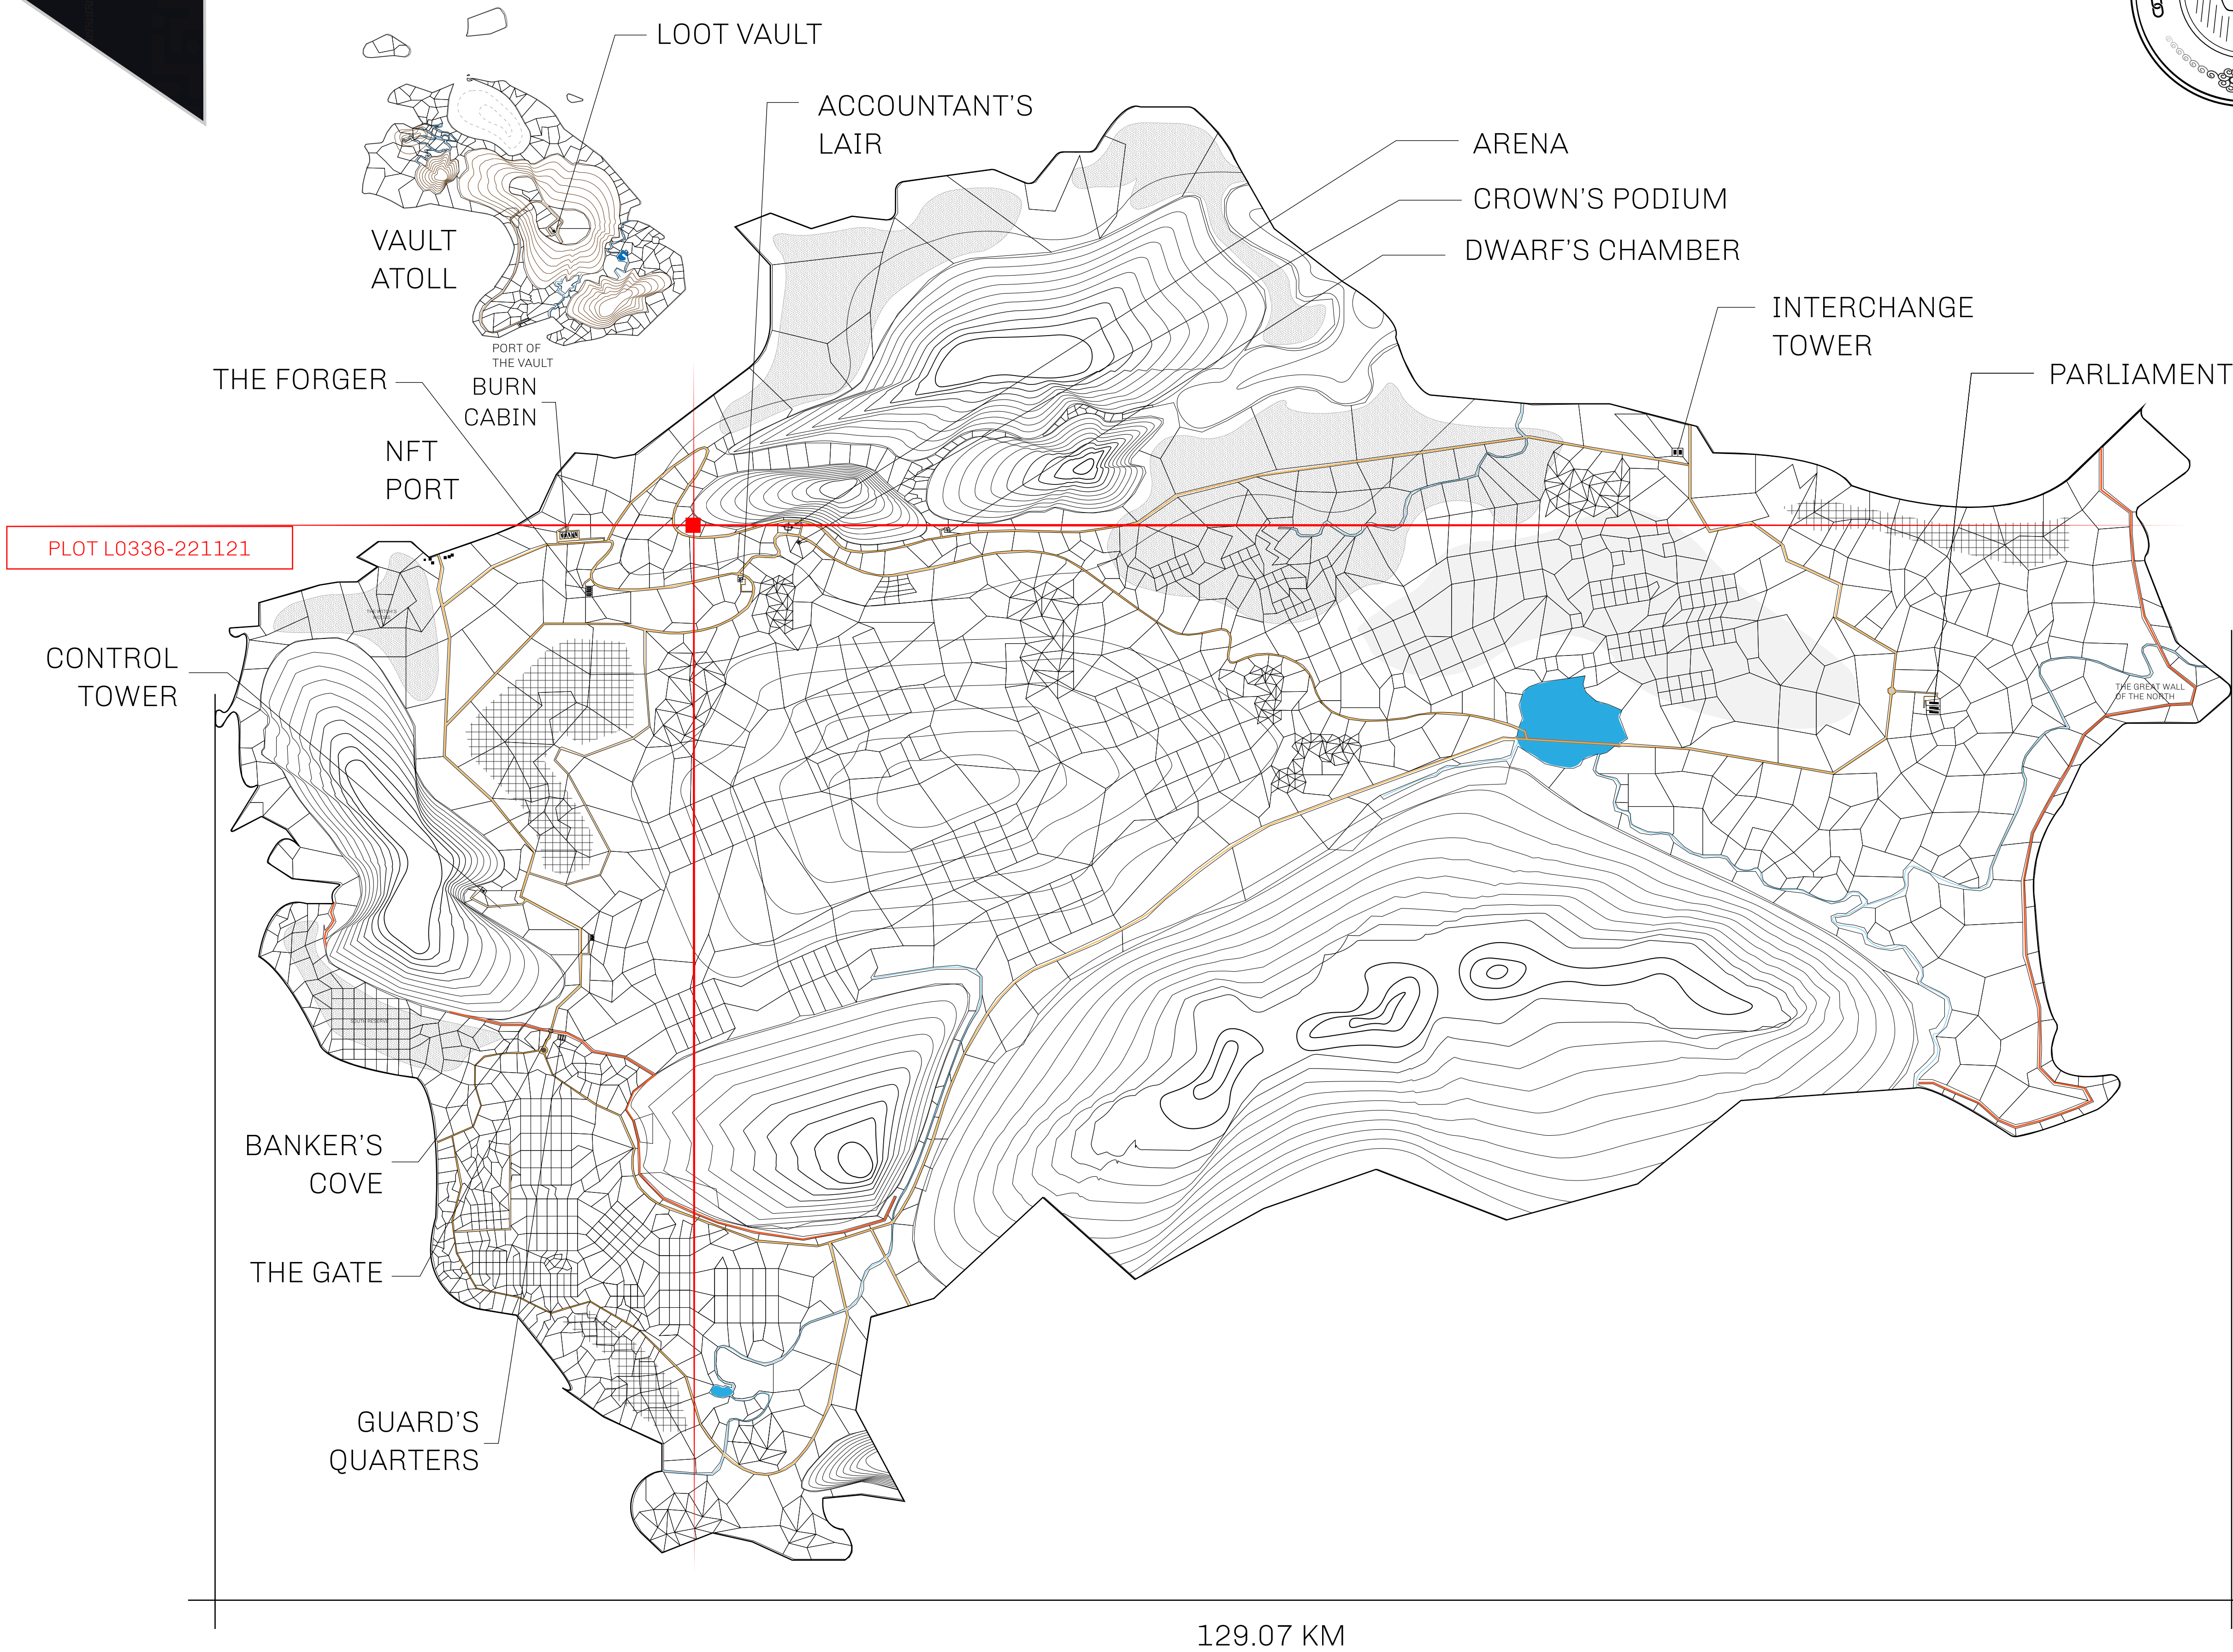 LOOT VAULT
ACCOUNTANT'S
LAIR
ARENA
CROWN'S PODIUM
DWARF'S CHAMBER
VAULT
ATOLL
INTERCHANGE
TOWER
PORT OF
THE VAULT
PARLIAMENT
THE FORGER
BURN
CABIN
NFT
PORT
PLOT L0336-221121
CONTROL
TOWER
THE GREAT WALL
OF THE NORTH
SOUTH RESERVE
BANKER'S
COVE
THE GATE
GUARD'S
QUARTERS
129.07 KM